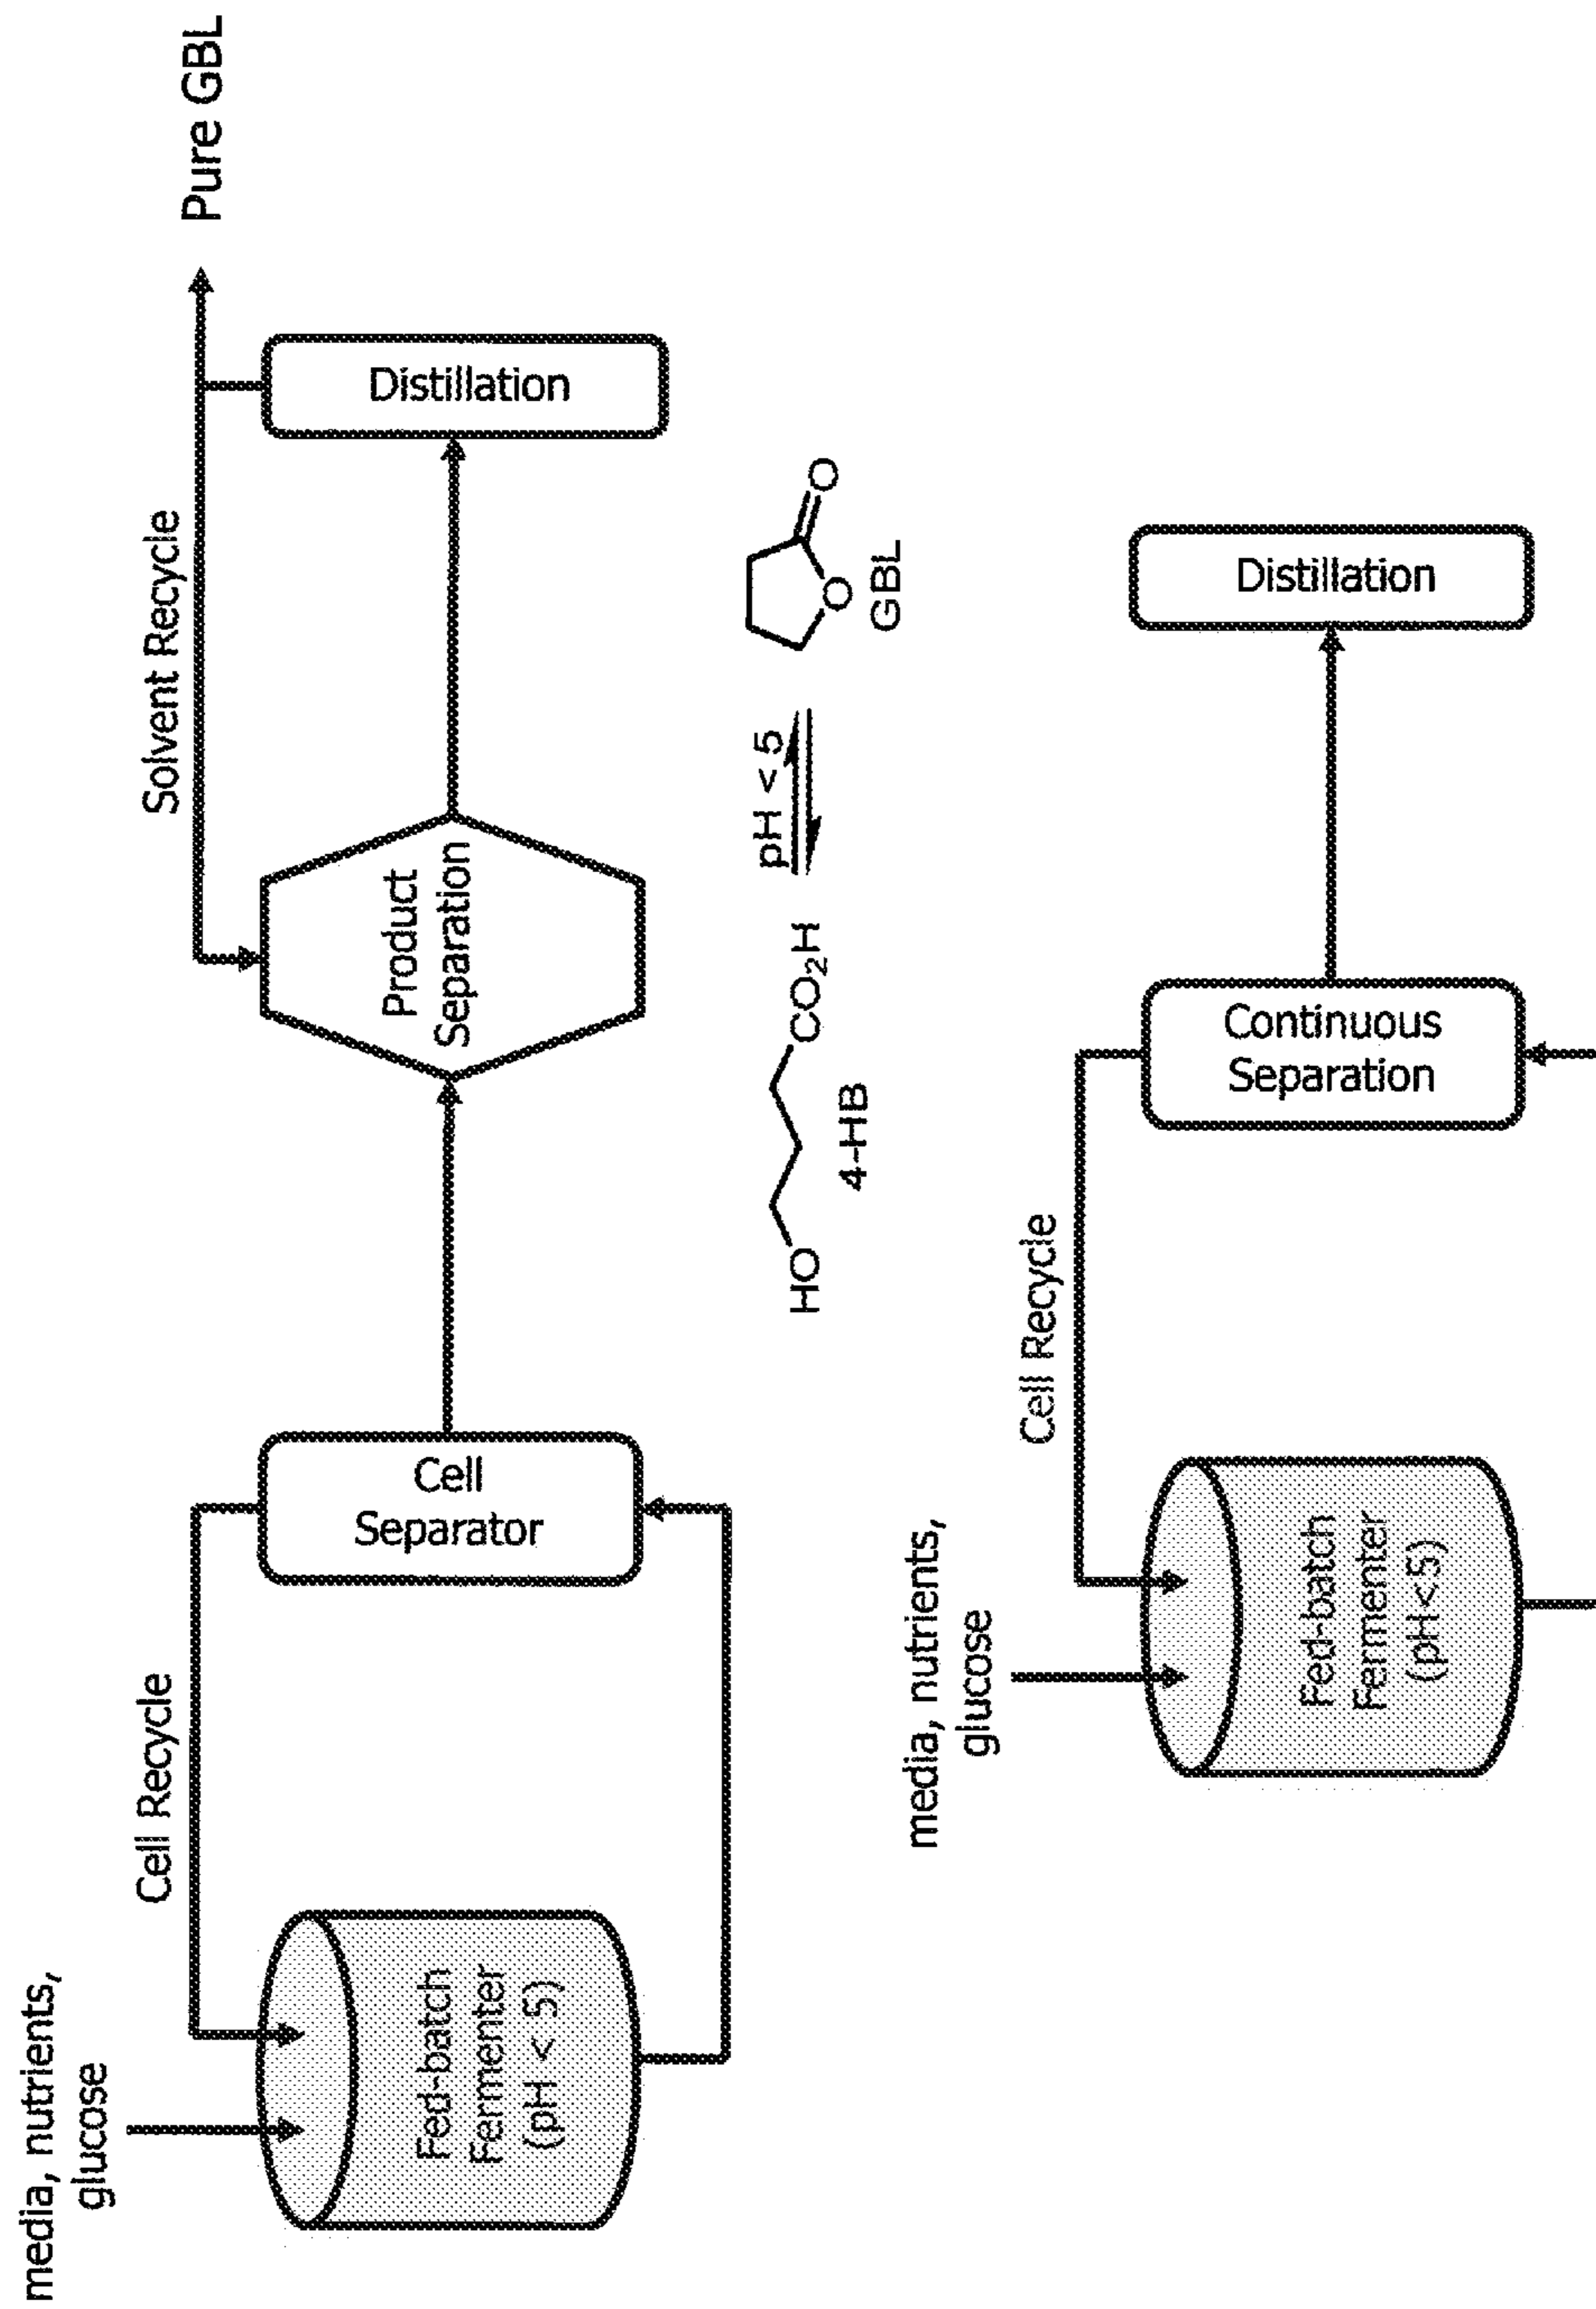 media, nutrients,
glucose
Cell Recycle
Fed-batch
Fermenter
(pH < 5)
Cell
Separator
Solvent Recycle
Product
Separation
Distillation
Pure GBL
HO
CO₂H
4-HB
pH < 5
O
O
GBL
media, nutrients,
glucose
Cell Recycle
Fed-batch
Fermenter
(pH<5)
Continuous
Separation
Distillation